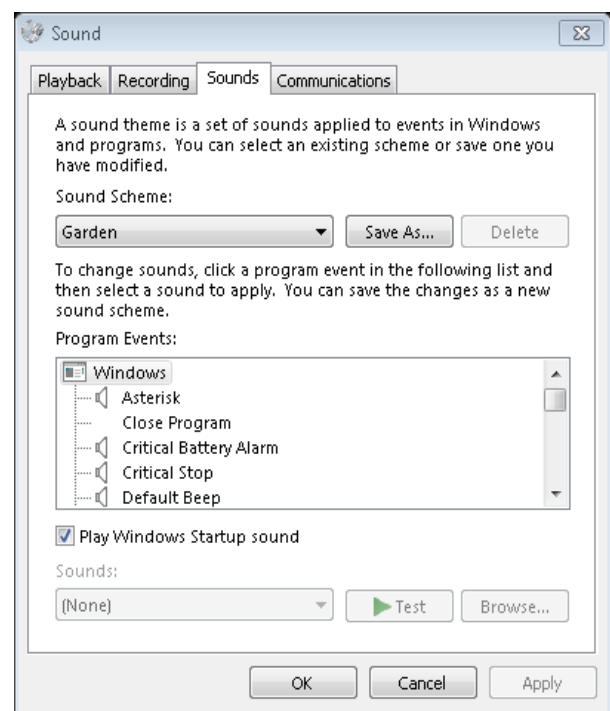 Sound
Playback Recording Sounds Communications
A sound theme is a set of sounds applied to events in Windows
and programs. You can select an existing scheme or save one you
have modified.
Sound Scheme:
Garden Save As... Delete
To change sounds, click a program event in the following list and
then select a sound to apply. You can save the changes as a new
sound scheme.
Program Events:
Windows
Asterisk
Close Program
Critical Battery Alarm
Critical Stop
Default Beep
Play Windows Startup sound
Sounds:
(None) Test Browse...
OK Cancel Apply